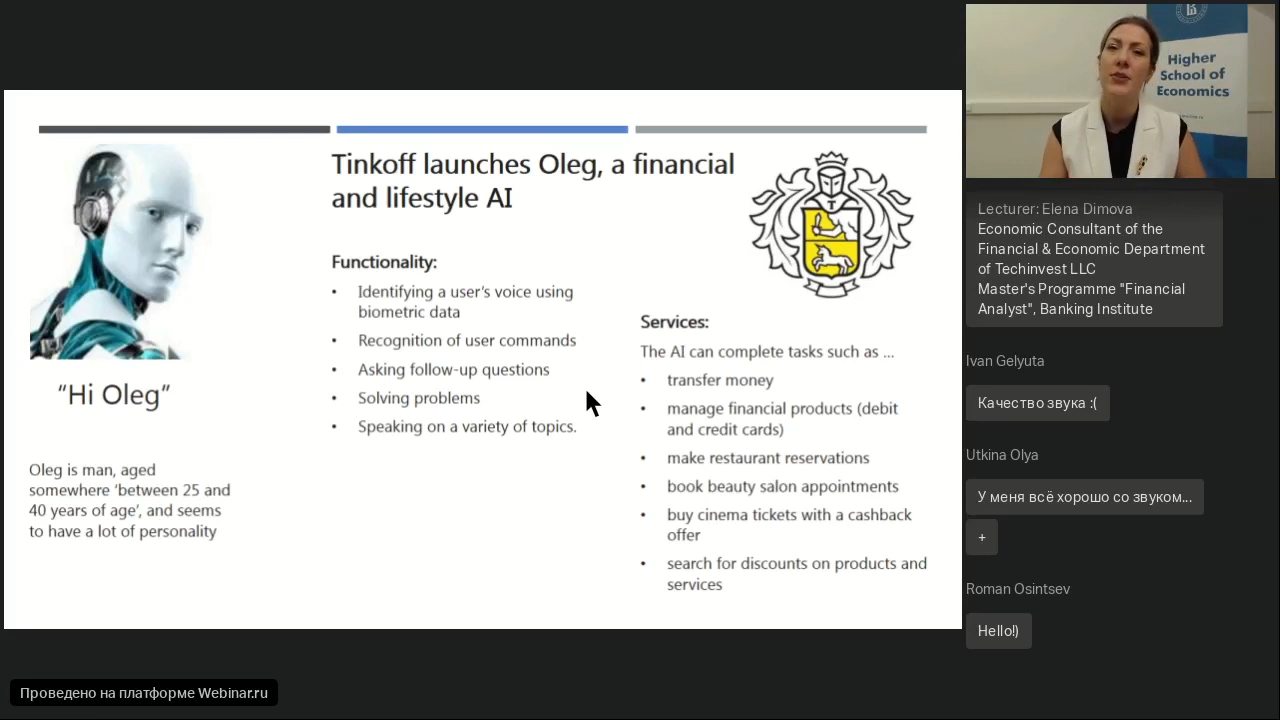 Tinkoff launches Oleg, a financial
and lifestyle AI
"Hi Oleg"
Oleg is man, aged
somewhere ‘between 25 and
40 years of age’, and seems
to have a lot of personality
Functionality:
• Identifying a user’s voice using
biometric data
• Recognition of user commands
• Asking follow-up questions
• Solving problems
• Speaking on a variety of topics.
T
Services:
The AI can complete tasks such as ...
• transfer money
• manage financial products (debit
and credit cards)
• make restaurant reservations
• book beauty salon appointments
• buy cinema tickets with a cashback
offer
• search for discounts on products and
services
Higher
School of
Economics
Lecturer: Elena Dimova
Economic Consultant of the
Financial & Economic Department
of Techinvest LLC
Master's Programme "Financial
Analyst", Banking Institute
Ivan Gelyuta
Качество звука :(
Utkina Olya
У меня всё хорошо со звуком...
+
Roman Osintsev
Hello!)
Проведено на платформе Webinar.ru